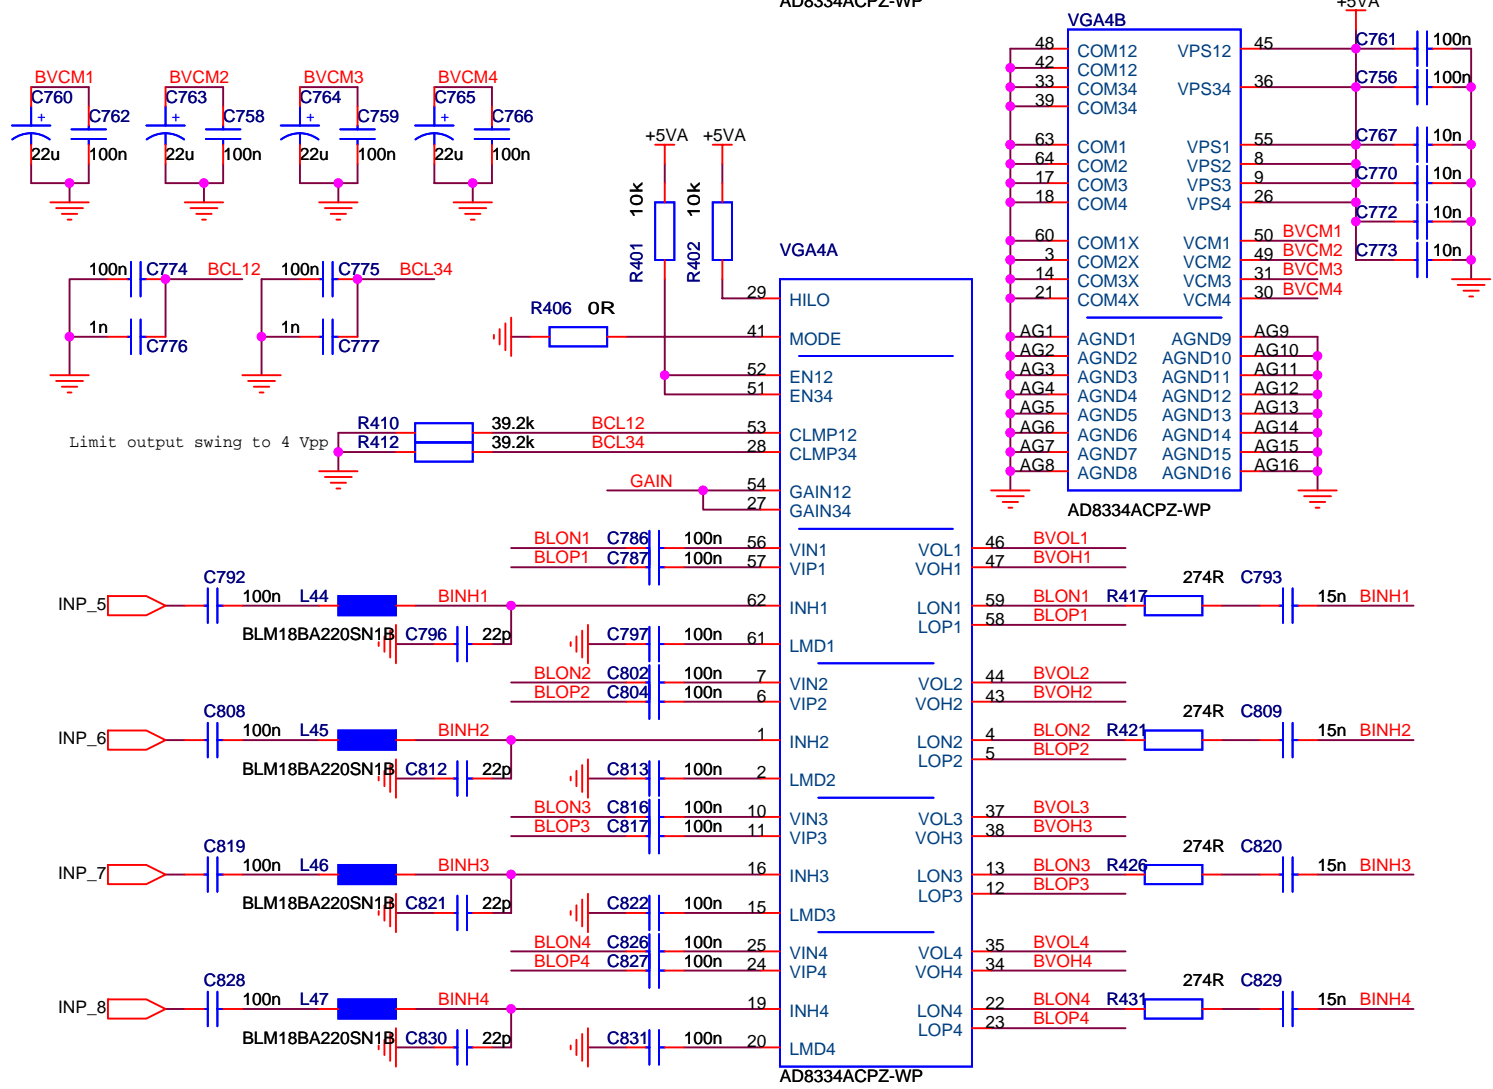 AD8334ACPZ-WP
+5VA
VGA4B
48 COM12 VPS12 45 C761 100n
42 COM12
33 COM34 VPS34 36 C756 100n
39 COM34
63 COM1 VPS1 55 C767 10n
64 COM2 VPS2 8
17 COM3 VPS3 9 C770 10n
18 COM4 VPS4 26
C772 10n
60 COM1X VCM1 50 BVCM1
3 COM2X VCM2 49 BVCM2 C773 10n
14 COM3X VCM3 31 BVCM3
21 COM4X VCM4 30 BVCM4
AG1 AGND1 AGND9 AG9
AG2 AGND2 AGND10 AG10
AG3 AGND3 AGND11 AG11
AG4 AGND4 AGND12 AG12
AG5 AGND5 AGND13 AG13
AG6 AGND6 AGND14 AG14
AG7 AGND7 AGND15 AG15
AG8 AGND8 AGND16 AG16
AD8334ACPZ-WP
BVCM1 BVCM2 BVCM3 BVCM4
C760 C763 C764 C765
+ C762 + C758 + C759 + C766
22u 100n 22u 100n 22u 100n 22u 100n
100n C774 BCL12 100n C775 BCL34
1n C776 1n C777
+5VA +5VA
R401 10k R402 10k
VGA4A
29 HILO
R406 0R 41 MODE
52 EN12
51 EN34
R410 39.2k BCL12 53 CLMP12
Limit output swing to 4 Vpp
R412 39.2k BCL34 28 CLMP34
GAIN 54 GAIN12
27 GAIN34
BLON1 C786 100n 56 VIN1 VOL1 46 BVOL1
BLOP1 C787 100n 57 VIP1 VOH1 47 BVOH1
C792 274R C793
INP_5 100n L44 BINH1 62 INH1 LON1 59 BLON1 R417 15n BINH1
LOP1 58 BLOP1
BLM18BA220SN1B C796 22p C797 100n 61 LMD1
BLON2 C802 100n 7 VIN2 VOL2 44 BVOL2
BLOP2 C804 100n 6 VIP2 VOH2 43 BVOH2
C808 274R C809
INP_6 100n L45 BINH2 1 INH2 LON2 4 BLON2 R421 15n BINH2
LOP2 5 BLOP2
BLM18BA220SN1B C812 22p C813 100n 2 LMD2
BLON3 C816 100n 10 VIN3 VOL3 37 BVOL3
BLOP3 C817 100n 11 VIP3 VOH3 38 BVOH3
C819 274R C820
INP_7 100n L46 BINH3 16 INH3 LON3 13 BLON3 R426 15n BINH3
LOP3 12 BLOP3
BLM18BA220SN1B C821 22p C822 100n 15 LMD3
BLON4 C826 100n 25 VIN4 VOL4 35 BVOL4
BLOP4 C827 100n 24 VIP4 VOH4 34 BVOH4
C828 274R C829
INP_8 100n L47 BINH4 19 INH4 LON4 22 BLON4 R431 15n BINH4
LOP4 23 BLOP4
BLM18BA220SN1B C830 22p C831 100n 20 LMD4
AD8334ACPZ-WP